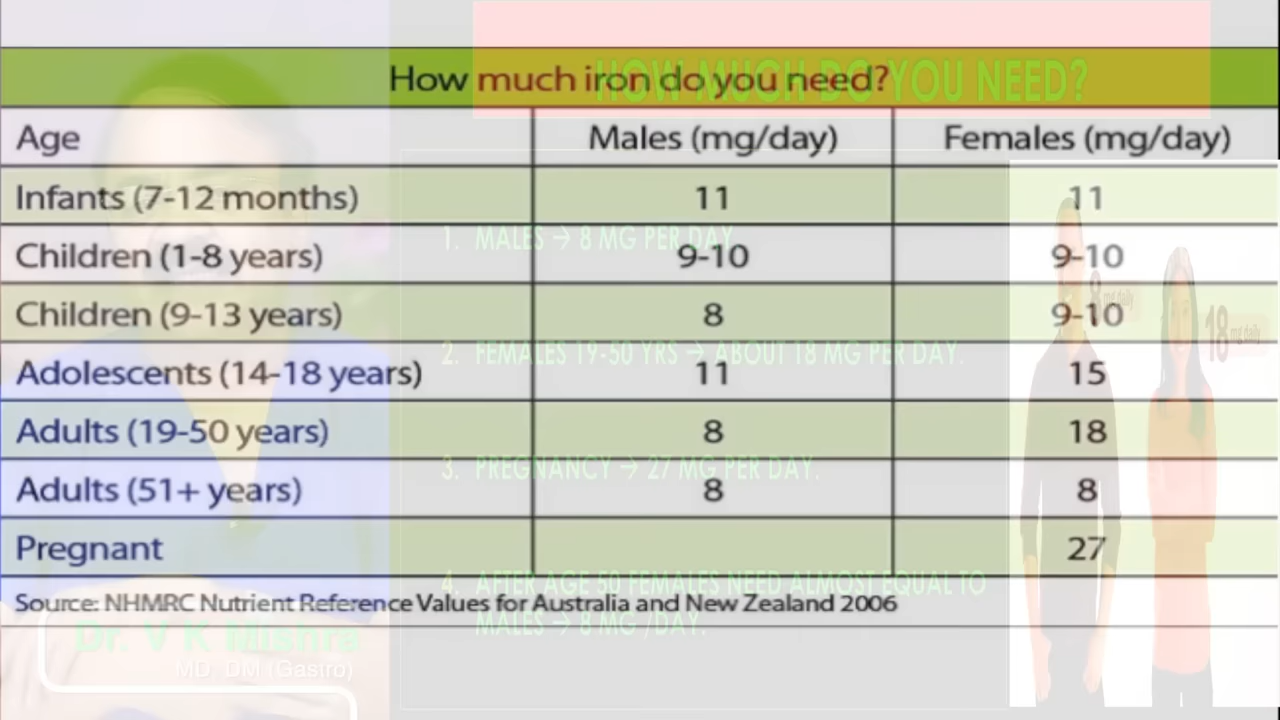 How much iron do you need?
HOW MUCH DO YOU NEED?
Age Males (mg/day) Females (mg/day)
Infants (7-12 months) 11 11
Children (1-8 years) 9-10 9-10
Children (9-13 years) 8 9-10
Adolescents (14-18 years) 11 15
Adults (19-50 years) 8 18
Adults (51+ years) 8 8
Pregnant 27
Source: NHMRC Nutrient Reference Values for Australia and New Zealand 2006
1. MALES → 8 MG PER DAY
2. FEMALES 19-50 YRS → ABOUT 18 MG PER DAY.
3. PREGNANCY → 27 MG PER DAY.
4. AFTER AGE 50 FEMALES NEED ALMOST EQUAL TO
MALES → 8 MG /DAY.
8 mg daily
18 mg daily
Dr. V K Mishra
MD, DM (Gastro)